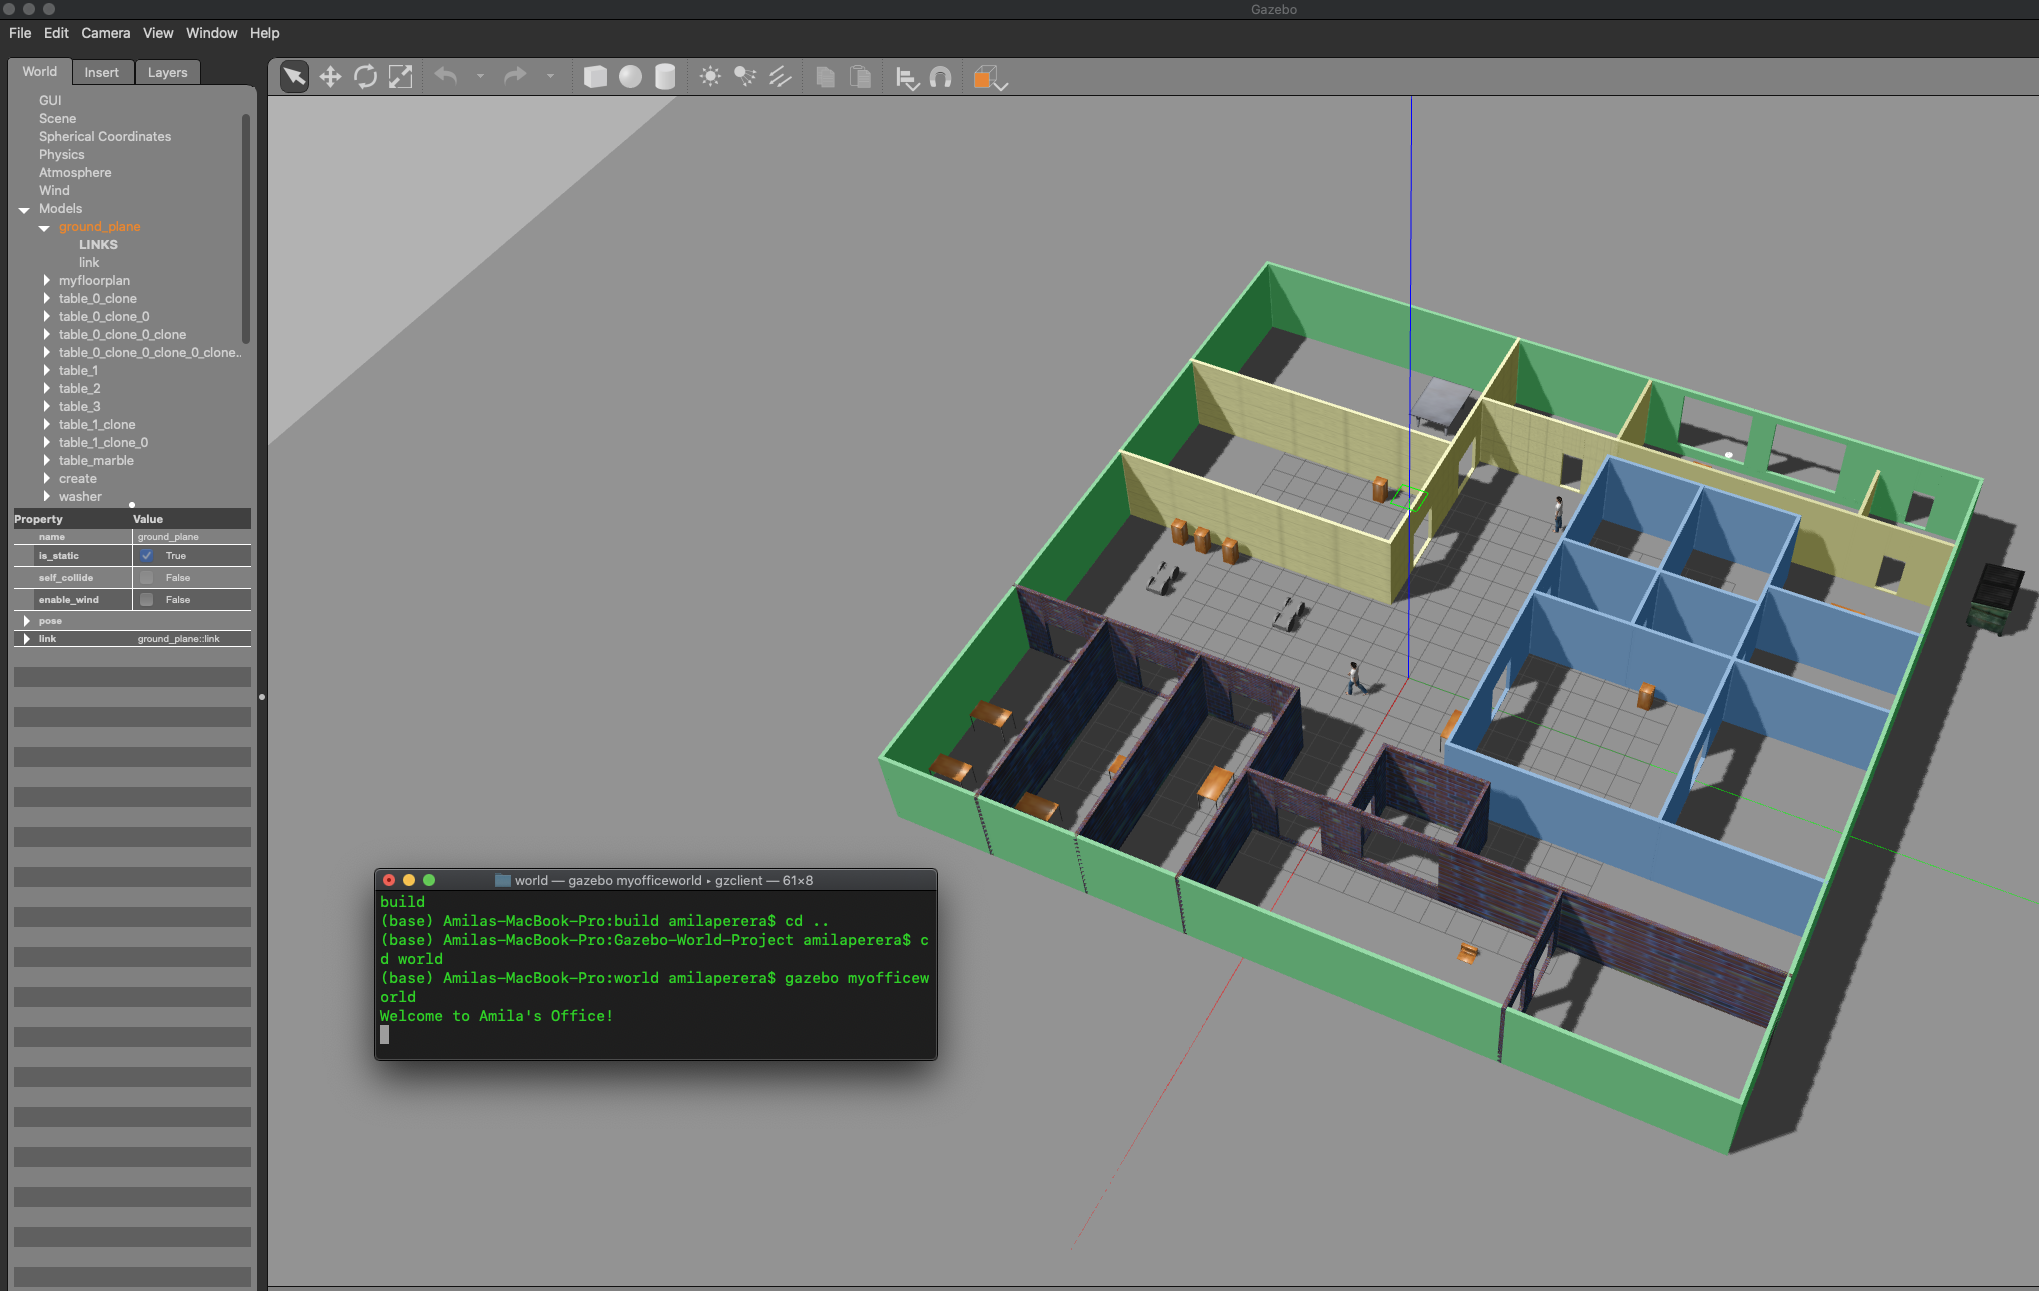 Gazebo
File Edit Camera View Window Help
World Insert Layers
GUI
Scene
Spherical Coordinates
Physics
Atmosphere
Wind
Models
ground_plane
LINKS
link
myfloorplan
table_0_clone
table_0_clone_0
table_0_clone_0_clone
table_0_clone_0_clone_0_clone..
table_1
table_2
table_3
table_1_clone
table_1_clone_0
table_marble
create
washer
Property Value
name ground_plane
is_static True
self_collide False
enable_wind False
pose
link ground_plane::link
world — gazebo myofficeworld ▸ gzclient — 61×8
build
(base) Amilas-MacBook-Pro:build amilaperera$ cd ..
(base) Amilas-MacBook-Pro:Gazebo-World-Project amilaperera$ c
d world
(base) Amilas-MacBook-Pro:world amilaperera$ gazebo myofficew
orld
Welcome to Amila's Office!